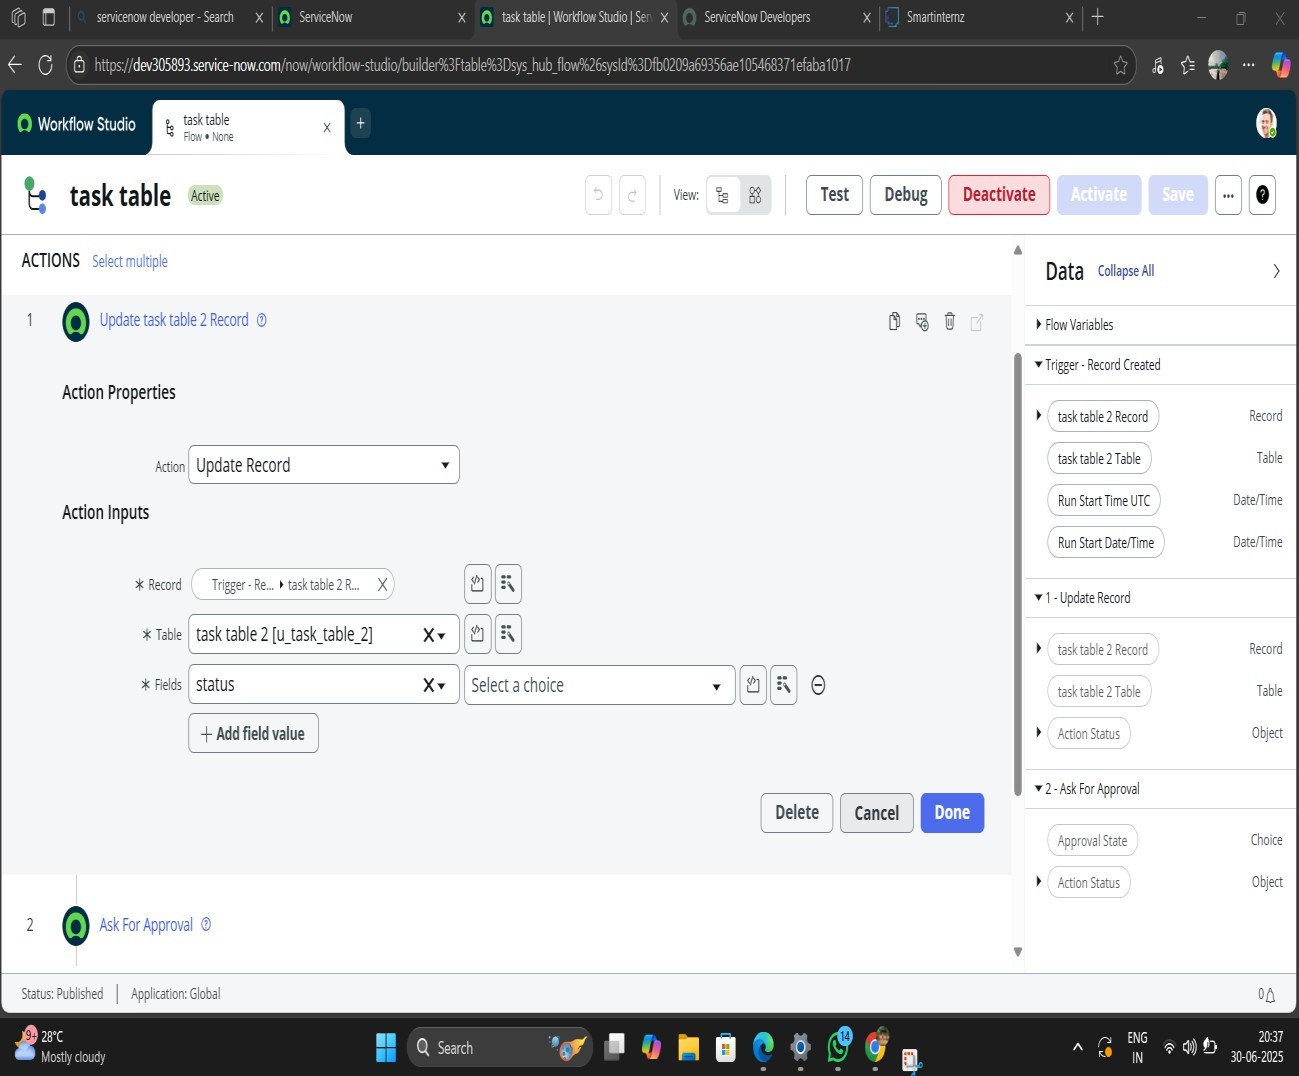 servicenow developer - Search
ServiceNow
task table | Workflow Studio | Ser
ServiceNow Developers
Smartinternz
https://dev305893.service-now.com/now/workflow-studio/builder%3Ftable%3Dsys_hub_flow%26sysId%3Dfb0209a69356ae105468371efaba1017
Workflow Studio
task table
Flow • None
task table
Active
View:
Test
Debug
Deactivate
Activate
Save
ACTIONS
Select multiple
1
Update task table 2 Record
Action Properties
Action
Update Record
Action Inputs
* Record
Trigger - Re... task table 2 R...
* Table
task table 2 [u_task_table_2]
* Fields
status
Select a choice
+ Add field value
Delete
Cancel
Done
2
Ask For Approval
Data
Collapse All
Flow Variables
Trigger - Record Created
task table 2 Record
Record
task table 2 Table
Table
Run Start Time UTC
Date/Time
Run Start Date/Time
Date/Time
1 - Update Record
task table 2 Record
Record
task table 2 Table
Table
Action Status
Object
2 - Ask For Approval
Approval State
Choice
Action Status
Object
Status: Published
Application: Global
0
9+
28°C
Mostly cloudy
Search
14
ENG
IN
20:37
30-06-2025